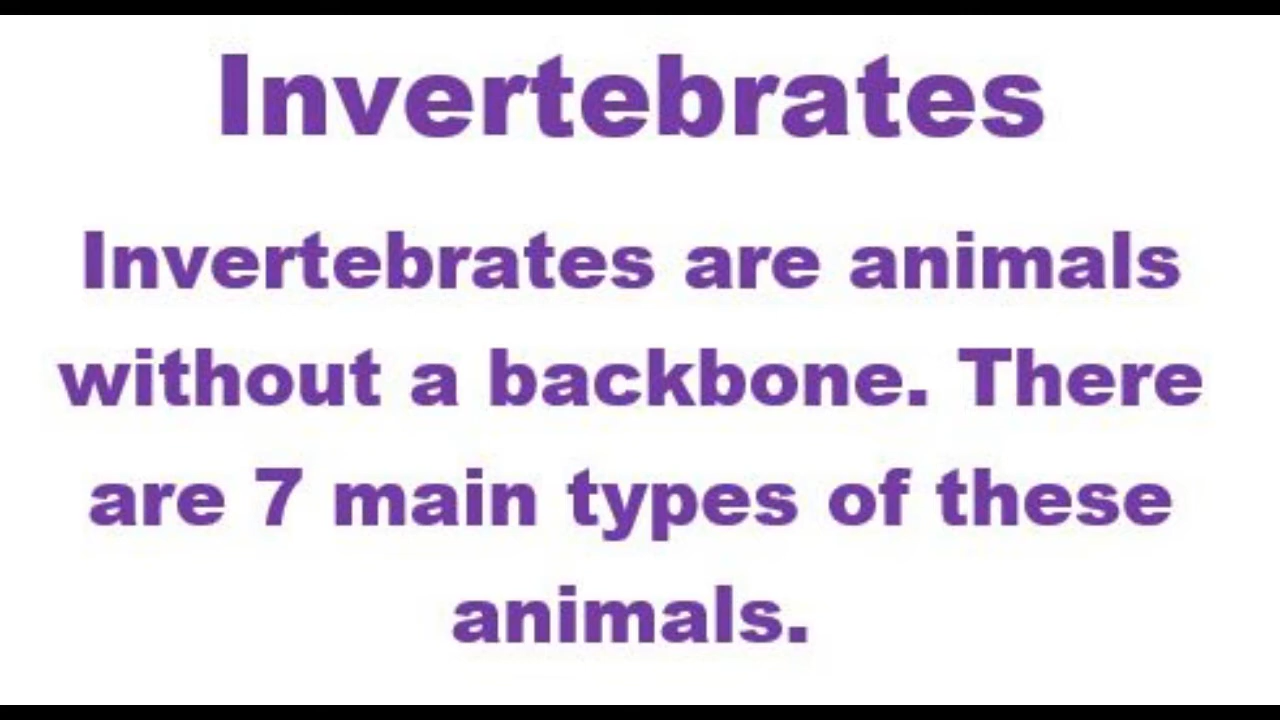 Invertebrates
Invertebrates are animals
without a backbone. There
are 7 main types of these
animals.